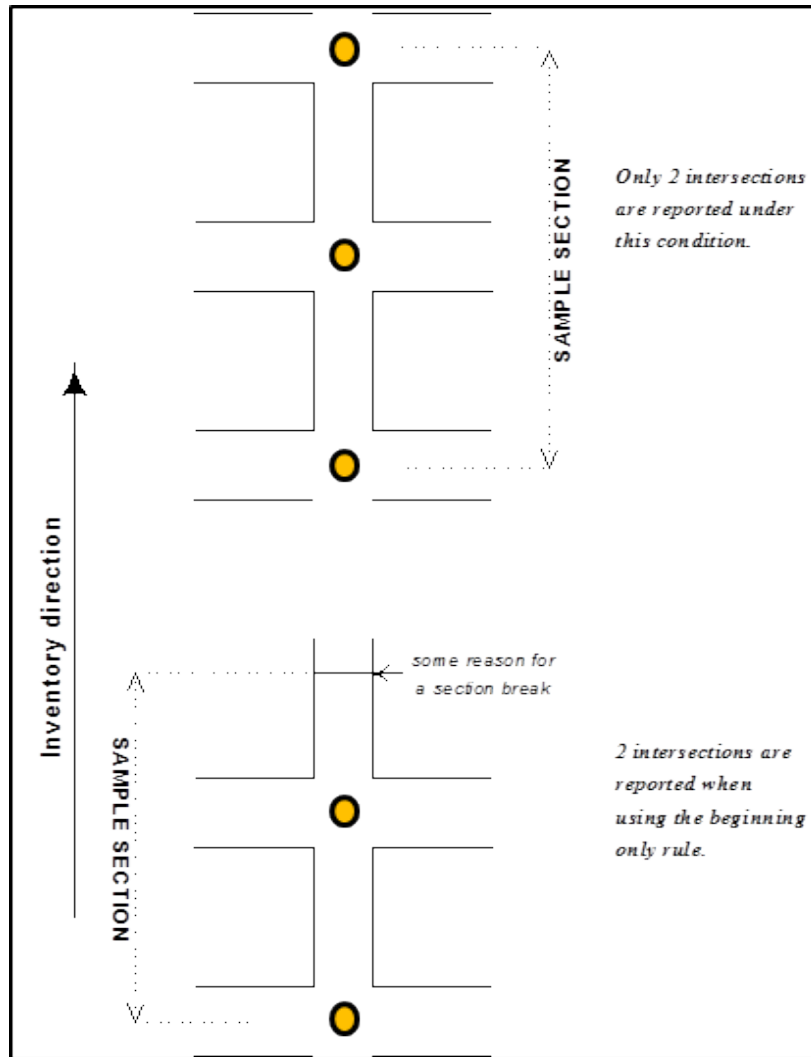 SAMPLE SECTION
Only 2 intersections
are reported under
this condition.
Inventory direction
some reason for
a section break
SAMPLE SECTION
2 intersections are
reported when
using the beginning
only rule.